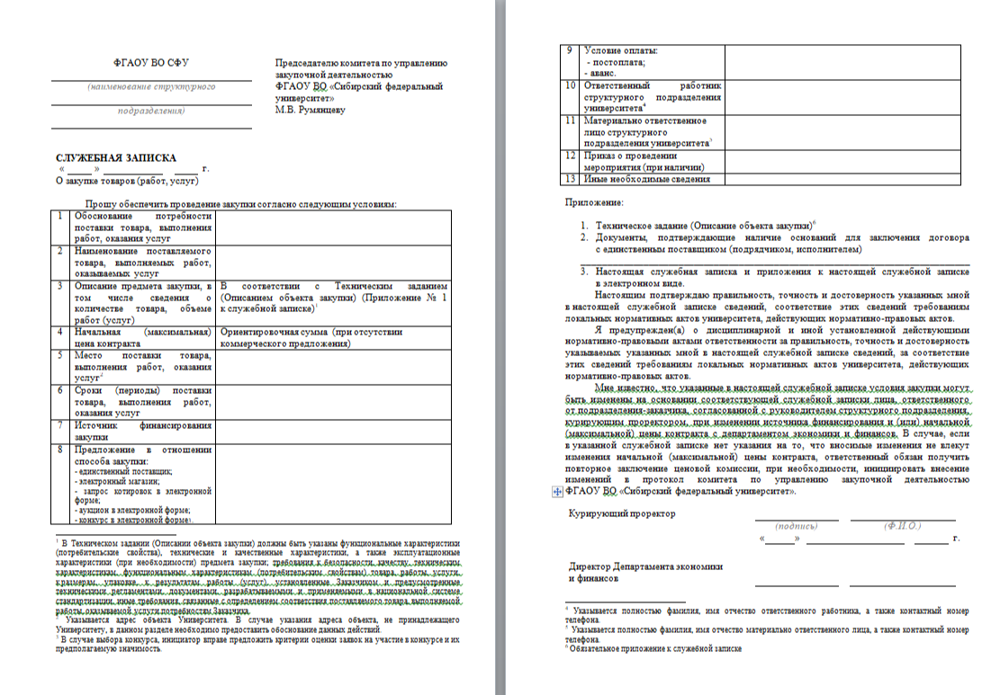 ФГАОУ ВО СФУ
(наименование структурного
подразделения)
Председателю комитета по управлению
закупочной деятельностью
ФГАОУ ВО «Сибирский федеральный
университет»
М.В. Румянцеву
СЛУЖЕБНАЯ ЗАПИСКА
« ____ » ____________ _____ г.
О закупке товаров (работ, услуг)
Прошу обеспечить проведение закупки согласно следующим условиям:
1 Обоснование потребности
поставки товара, выполнения
работ, оказания услуг
2 Наименование поставляемого
товара, выполняемых работ,
оказываемых услуг
3 Описание предмета закупки, в
том числе сведения о
количестве товара, объеме
работ (услуг)
В соответствии с Техническим заданием
(Описанием объекта закупки) (Приложение № 1
к служебной записке)1
4 Начальная (максимальная)
цена контракта
Ориентировочная сумма (при отсутствии
коммерческого предложения)
5 Место поставки товара,
выполнения работ, оказания
услуг2
6 Сроки (периоды) поставки
товара, выполнения работ,
оказания услуг
7 Источник финансирования
закупки
8 Предложение в отношении
способа закупки:
- единственный поставщик;
- электронный магазин;
- запрос котировок в электронной
форме;
- аукцион в электронной форме;
- конкурс в электронной форме3.
1 В Техническом задании (Описании объекта закупки) должны быть указаны функциональные характеристики
(потребительские свойства), технические и качественные характеристики, а также эксплуатационные
характеристики (при необходимости) предмета закупки; требования к безопасности, качеству, техническим
характеристикам, функциональным характеристикам (потребительским свойствам) товара, работы, услуги,
к размерам, упаковке, к результатам работы (услуг), установленные Заказчиком и предусмотренные
техническими регламентами, документами, разрабатываемыми и применяемыми в национальной системе
стандартизации, иные требования, связанные с определением соответствия поставляемого товара, выполняемой
работы, оказываемой услуги потребностям Заказчика.
2 Указывается адрес объекта Университета. В случае указания адреса объекта, не принадлежащего
Университету, в данном разделе необходимо предоставить обоснование данных действий.
3 В случае выбора конкурса, инициатор вправе предложить критерии оценки заявок на участие в конкурсе и их
предполагаемую значимость.
9 Условие оплаты:
- постоплата;
- аванс.
10 Ответственный работник
структурного подразделения
университета4
11 Материально ответственное
лицо структурного
подразделения университета5
12 Приказ о проведении
мероприятия (при наличии)
13 Иные необходимые сведения
Приложение:
1. Техническое задание (Описание объекта закупки)6
2. Документы, подтверждающие наличие оснований для заключения договора
с единственным поставщиком (подрядчиком, исполнителем)
3. Настоящая служебная записка и приложения к настоящей служебной записке
в электронном виде.
Настоящим подтверждаю правильность, точность и достоверность указанных мной
в настоящей служебной записке сведений, соответствие этих сведений требованиям
локальных нормативных актов университета, действующих нормативно-правовых актов.
Я предупрежден(а) о дисциплинарной и иной установленной действующими
нормативно-правовыми актами ответственности за правильность, точность и достоверность
указываемых указанных мной в настоящей служебной записке сведений, за соответствие
этих сведений требованиям локальных нормативных актов университета, действующих
нормативно-правовых актов.
Мне известно, что указанные в настоящей служебной записке условия закупки могут
быть изменены на основании соответствующей служебной записки лица, ответственного
от подразделения-заказчика, согласованной с руководителем структурного подразделения,
курирующим проректором, при изменении источника финансирования и (или) начальной
(максимальной) цены контракта с департаментом экономики и финансов. В случае, если
в указанной служебной записке нет указания на то, что вносимые изменения не влекут
изменения начальной (максимальной) цены контракта, ответственный обязан получить
повторное заключение ценовой комиссии, при необходимости, инициировать внесение
изменений в протокол комитета по управлению закупочной деятельностью
ФГАОУ ВО «Сибирский федеральный университет».
Курирующий проректор
(подпись) (Ф.И.О.)
«_____» ________________ ______ г.
Директор Департамента экономики
и финансов
4 Указывается полностью фамилия, имя отчество ответственного работника, а также контактный номер
телефона.
5 Указывается полностью фамилия, имя отчество материально ответственного лица, а также контактный номер
телефона.
6 Обязательное приложение к служебной записке